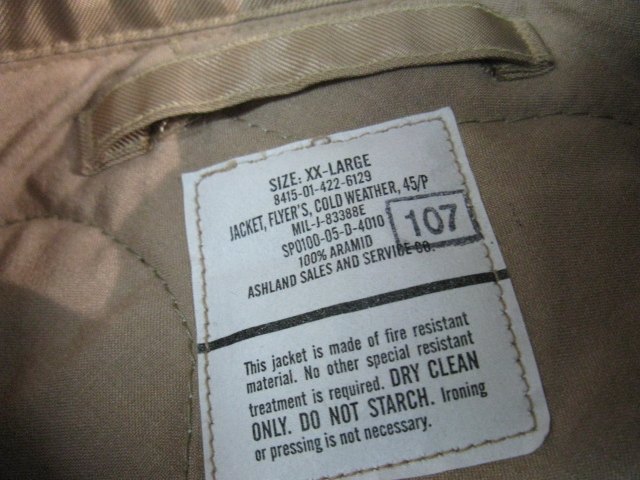 SIZE: XX-LARGE
8415-01-422-6129
JACKET, FLYER'S, COLD WEATHER, 45/P
MIL-J-83388E
SP0100-05-D-4010
100% ARAMID
ASHLAND SALES AND SERVICE CO.
107
This jacket is made of fire resistant
material. No other special resistant
treatment is required. DRY CLEAN
ONLY. DO NOT STARCH. Ironing
or pressing is not necessary.